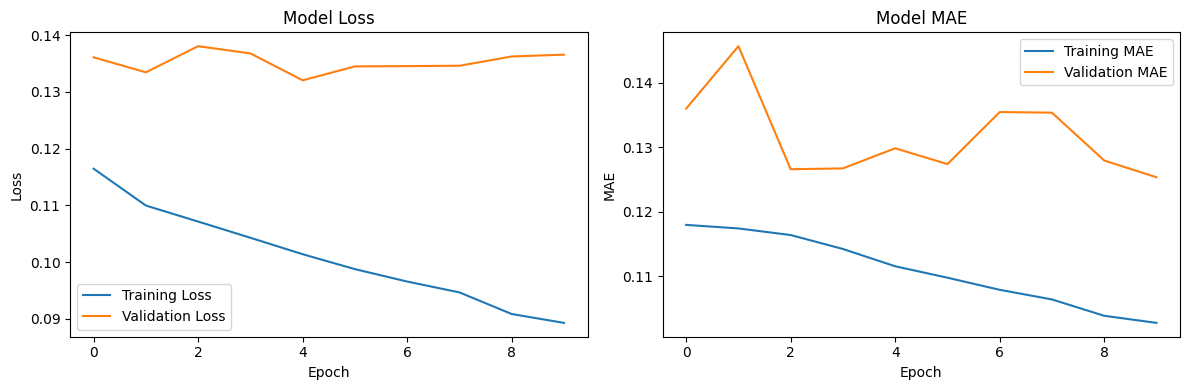 Model Loss
0.14
0.13
0.12
0.11
0.10
0.09
Loss
Training Loss
Validation Loss
0 2 4 6 8
Epoch
Model MAE
0.14
0.13
0.12
0.11
MAE
Training MAE
Validation MAE
0 2 4 6 8
Epoch